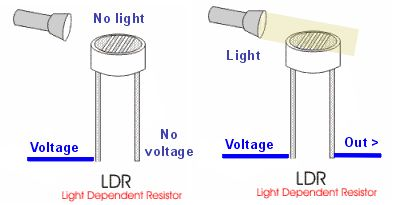 No light
No
voltage
Voltage
LDR
Light Dependent Resistor
Light
Voltage
Out >
LDR
Light Dependent Resistor